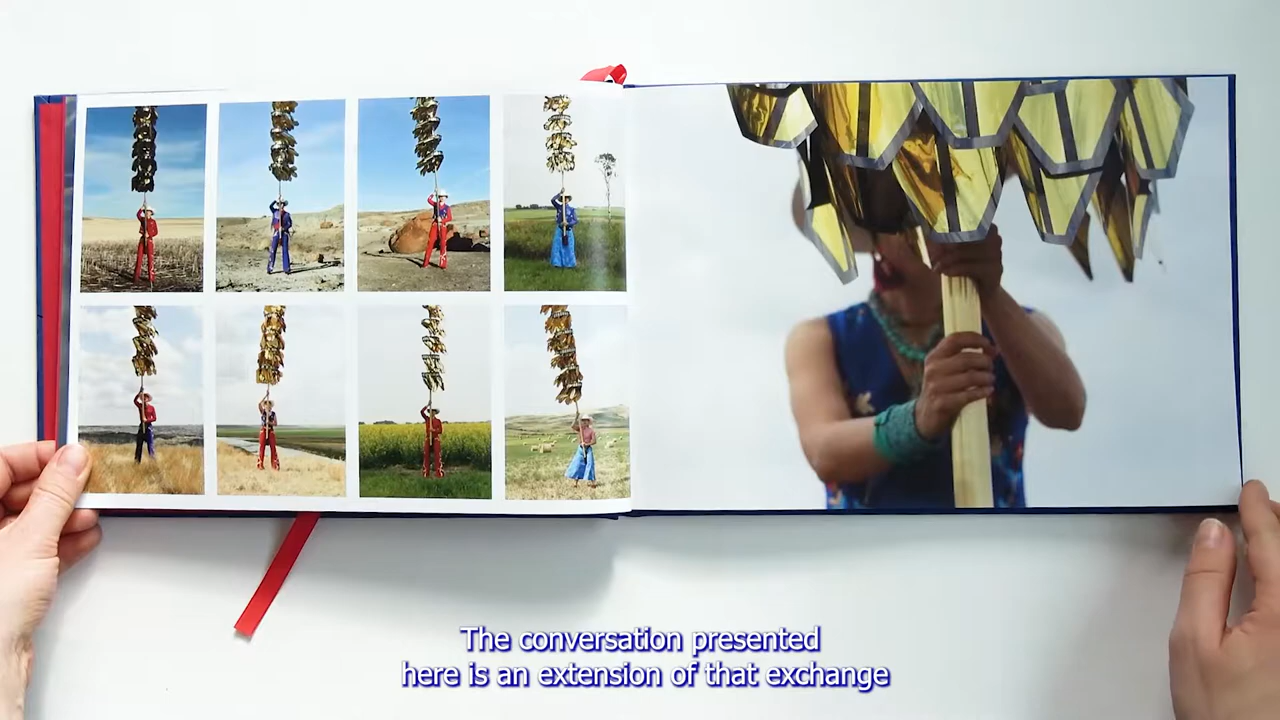 The conversation presented
here is an extension of that exchange